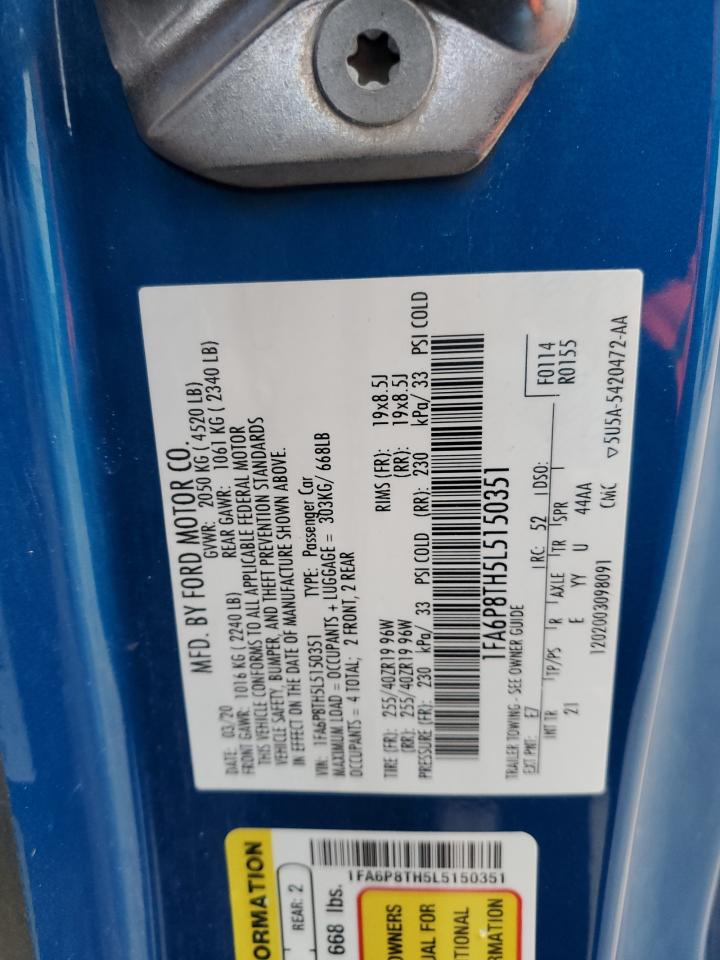 MFD. BY FORD MOTOR CO.
DATE: 03/20 GVWR: 2050 KG ( 4520 LB)
FRONT GAWR: 1016 KG ( 2240 LB) REAR GAWR: 1061 KG ( 2340 LB)
THIS VEHICLE CONFORMS TO ALL APPLICABLE FEDERAL MOTOR
VEHICLE SAFETY, BUMPER, AND THEFT PREVENTION STANDARDS
IN EFFECT ON THE DATE OF MANUFACTURE SHOWN ABOVE.
VIN: 1FA6P8TH5L5150351 TYPE: Passenger Car
MAXIMUM LOAD = OCCUPANTS + LUGGAGE = 303KG/ 668LB
OCCUPANTS = 4 TOTAL; 2 FRONT, 2 REAR
TIRE (FR): 255/40ZR19 96W RIMS (FR): 19x8.5J
(RR): 255/40ZR19 96W (RR): 19x8.5J
PRESSURE (FR): 230 kPa/ 33 PSI COLD (RR): 230 kPa/ 33 PSI COLD
1FA6P8TH5L5150351
TRAILER TOWING - SEE OWNER GUIDE
EXT PNT: E7 RC: 52 DSO: F0114
INT TR TP/PS R AXLE TR SPR R0155
21 E YY U 44AA
1202003098091 CMC ▽5U5A-5420472-AA
ORMATION
REAR: 2
668 lbs.
1FA6P8TH5L5150351
OWNERS
UAL FOR
TIONAL
RMATION